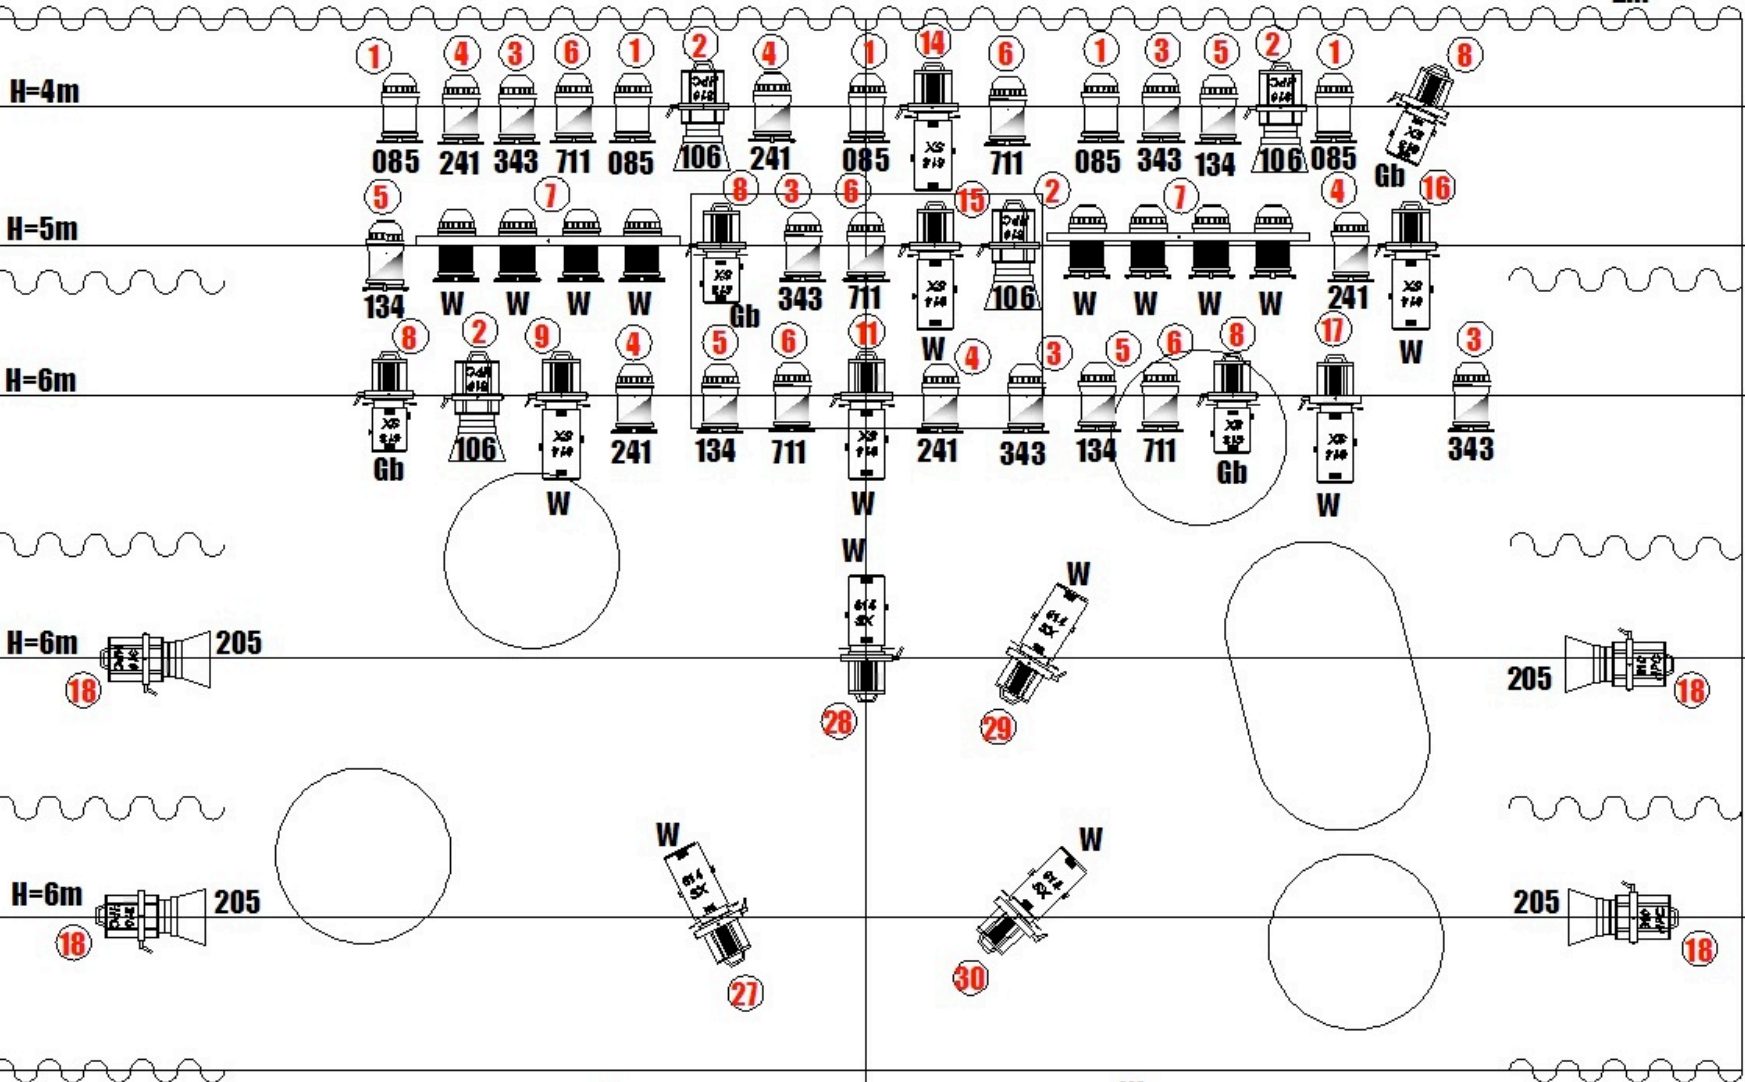 1 4 3 6 1 2 4 1 14 6 1 3 5 2 1 8
H=4m
085 241 343 711 085 106 241 085 711 085 343 134 106 085 Gb
5 7 8 3 6 15 2 7 4 16
H=5m
134 W W W W Gb 343 711 W 106 W W W W 241 W
8 2 9 4 5 6 11 4 3 5 6 8 17 3
H=6m
Gb 106 W 241 134 711 W 241 343 134 711 Gb W 343
W W
H=6m 205 205
18 28 29 18
W W
H=6m 205 205
18 27 30 18